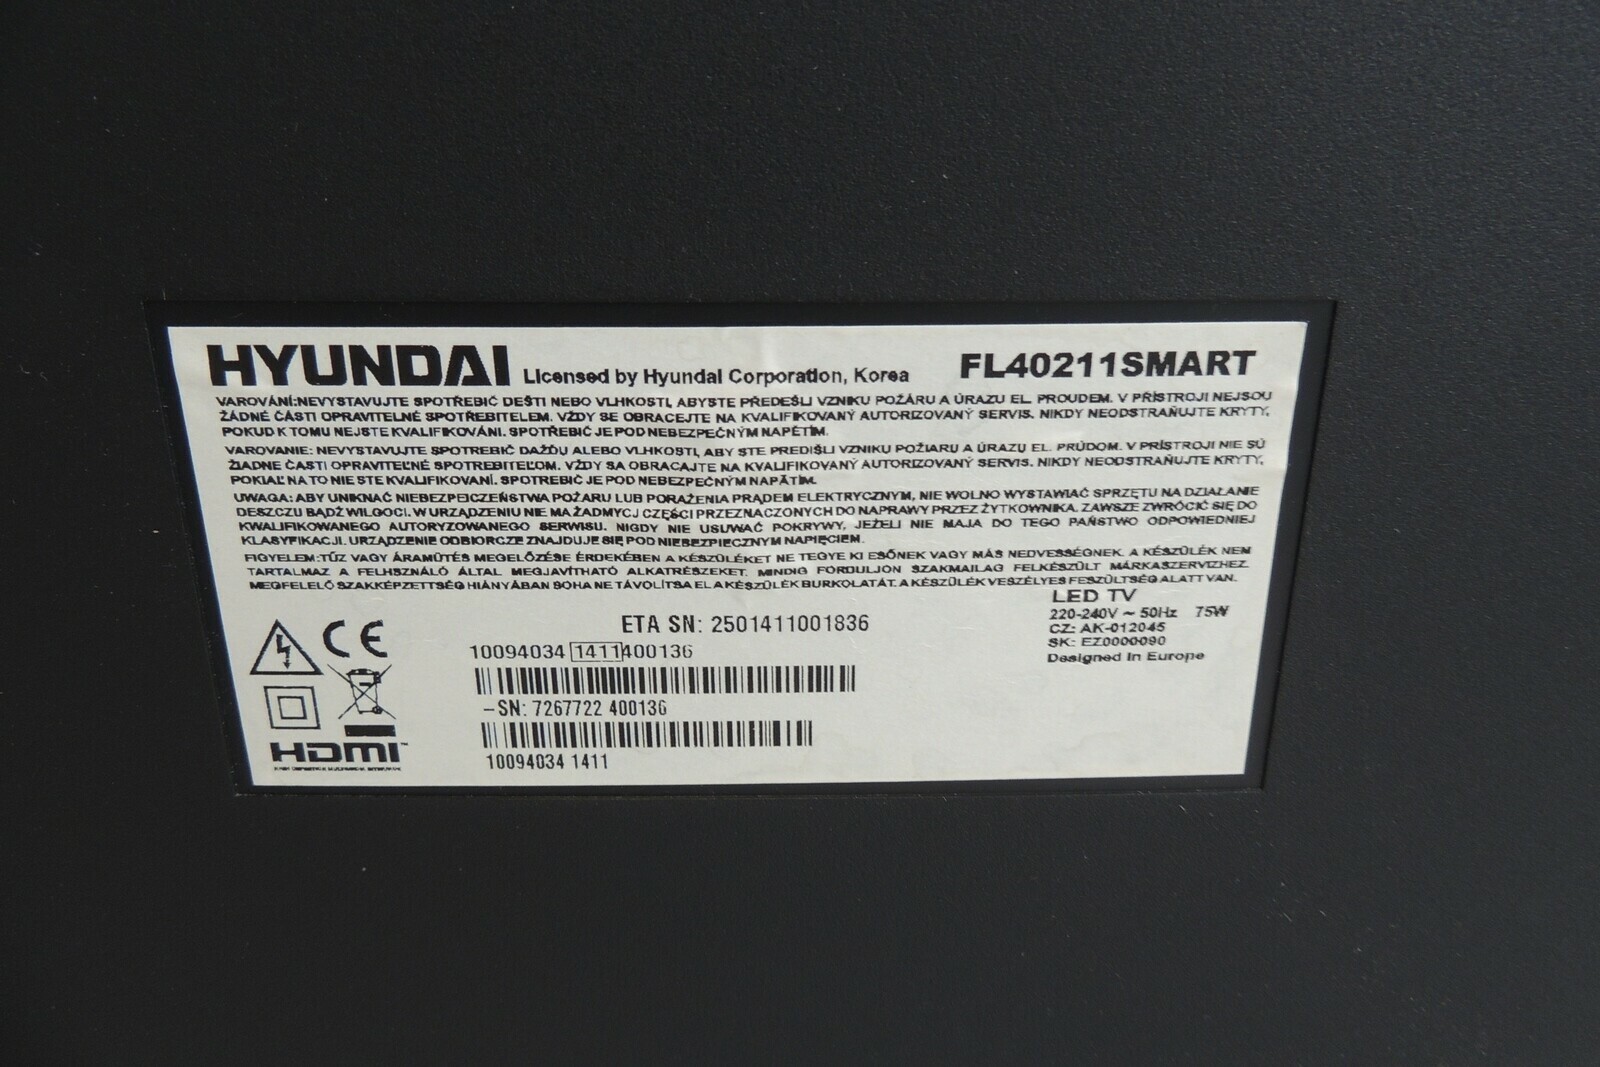 HYUNDAI Licensed by Hyundai Corporation, Korea FL40211SMART
VAROVÁNÍ:NEVYSTAVUJTE SPOTŘEBIČ DEŠTI NEBO VLHKOSTI, ABYSTE PŘEDEŠLI VZNIKU POŽÁRU A ÚRAZU EL. PROUDEM. V PŘÍSTROJI NEJSOU
ŽÁDNÉ ČÁSTI OPRAVITELNÉ SPOTŘEBITELEM. VŽDY SE OBRACEJTE NA KVALIFIKOVANÝ AUTORIZOVANÝ SERVIS. NIKDY NEODSTRAŇUJTE KRYTY,
POKUD K TOMU NEJSTE KVALIFIKOVÁNI. SPOTŘEBIČ JE POD NEBEZPEČNÝM NAPĚTÍM.
VAROVANIE: NEVYSTAVUJTE SPOTREBIČ DAŽĎU ALEBO VLHKOSTI, ABY STE PREDIŠLI VZNIKU POŽIARU A ÚRAZU EL. PRÚDOM. V PRÍSTROJI NIE SÚ
ŽIADNE ČASTI OPRAVITEĽNÉ SPOTREBITEĽOM. VŽDY SA OBRACAJTE NA KVALIFIKOVANÝ AUTORIZOVANÝ SERVIS. NIKDY NEODSTRAŇUJTE KRYTY,
POKIAĽ NA TO NIE STE KVALIFIKOVANÍ. SPOTREBIČ JE POD NEBEZPEČNÝM NAPÄTÍM.
UWAGA: ABY UNIKNAĆ NIEBEZPEICZEŃSTWA POŻARU LUB PORAŻENIA PRĄDEM ELEKTRYCZNYM, NIE WOLNO WYSTAWIAĆ SPRZĘTU NA DZIAŁANIE
DESZCZU BĄDŹ WILGOCI. W URZĄDZENIU NIE MA ŻADMYCJ CZĘŚCI PRZEZNACZONYCH DO NAPRAWY PRZEZ ŻYTKOWNIKA. ZAWSZE ZWRÓCIĆ SIĘ DO
KWALIFIKOWANEGO AUTORYZOWANEGO SERWISU. NIGDY NIE USUWAĆ POKRYWY, JEŻELI NIE MAJA DO TEGO PAŃSTWO ODPOWIEDNIEJ
KLASYFIKACJI. URZĄDZENIE ODBIORCZE ZNAJDUJE SIĘ POD NIEBEZPIECZNYM NAPIĘCIEM.
FIGYELEM:TŰZ VAGY ÁRAMÜTÉS MEGELŐZÉSE ÉRDEKÉBEN A KÉSZÜLÉKET NE TEGYE KI ESŐNEK VAGY MÁS NEDVESSÉGNEK. A KÉSZÜLÉK NEM
TARTALMAZ A FELHSZNÁLÓ ÁLTAL MEGJAVÍTHATÓ ALKATRÉSZEKET. MINDIG FORDULJON SZAKMAILAG FELKÉSZÜLT MÁRKASZERVIZHEZ.
MEGFELELŐ SZAKKÉPZETTSÉG HIÁNYÁBAN SOHA NE TÁVOLÍTSA EL A KÉSZÜLÉK BURKOLATÁT. A KÉSZÜLÉK VESZÉLYES FESZÜLTSÉG ALATT VAN.
LED TV
220-240V ~ 50Hz 75W
CZ: AK-012045
SK: EZ0000090
Designed in Europe
ETA SN: 2501411001836
10094034 1411 400136
-SN: 7267722 400136
10094034 1411
CE
HDMI™